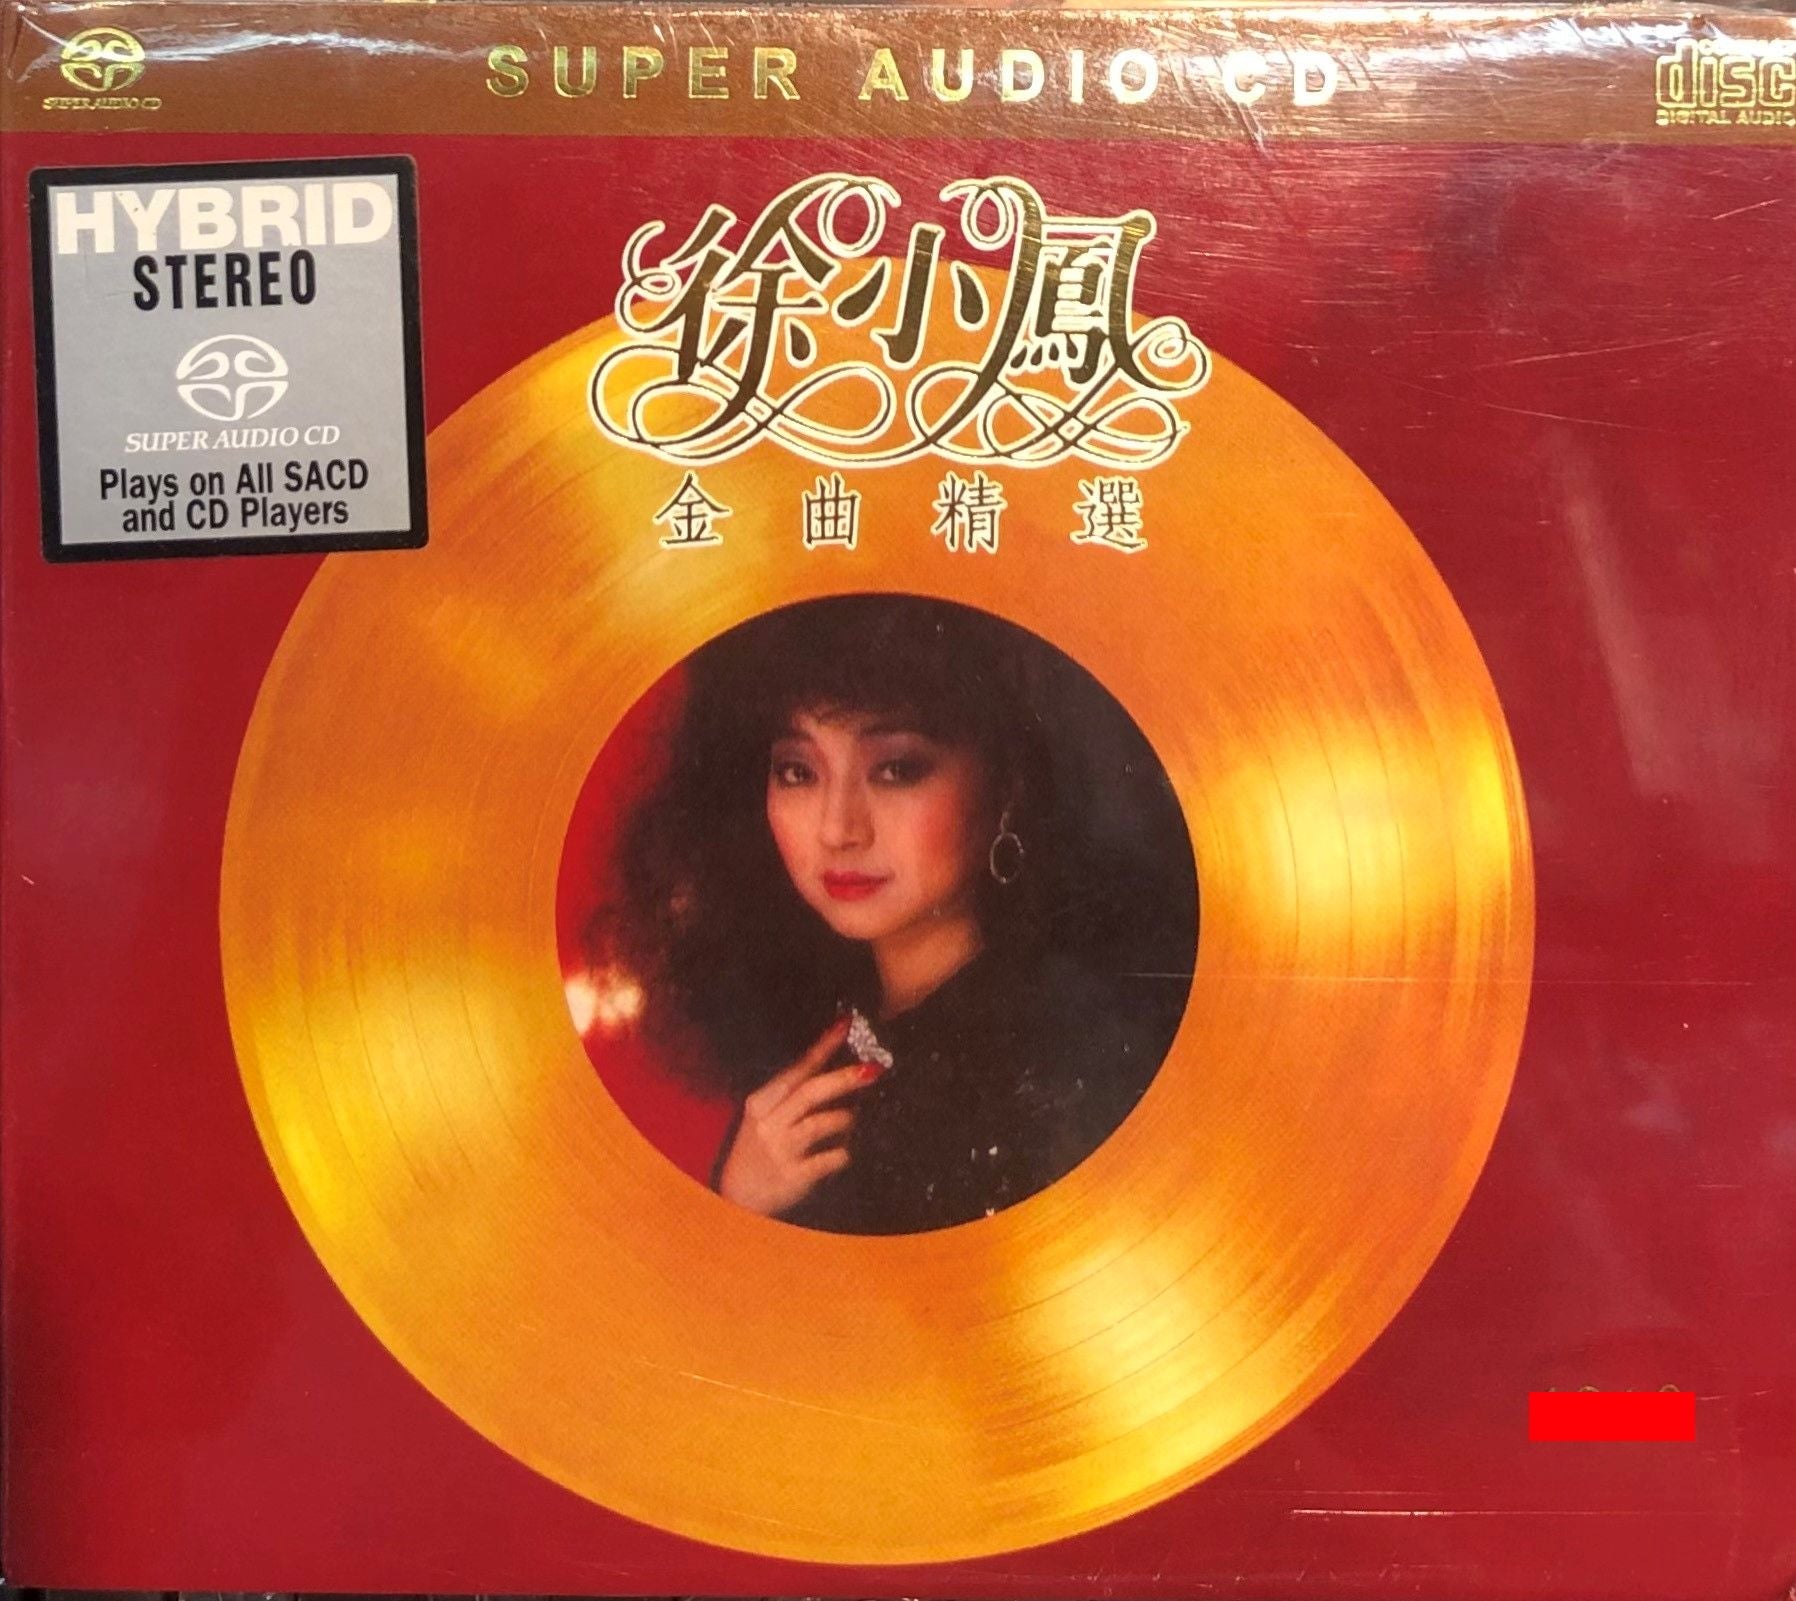 SUPER AUDIO CD
SUPER AUDIO CD
disc
DIGITAL AUDIO
HYBRID
STEREO
SUPER AUDIO CD
Plays on All SACD
and CD Players
徐小鳳
金曲精選